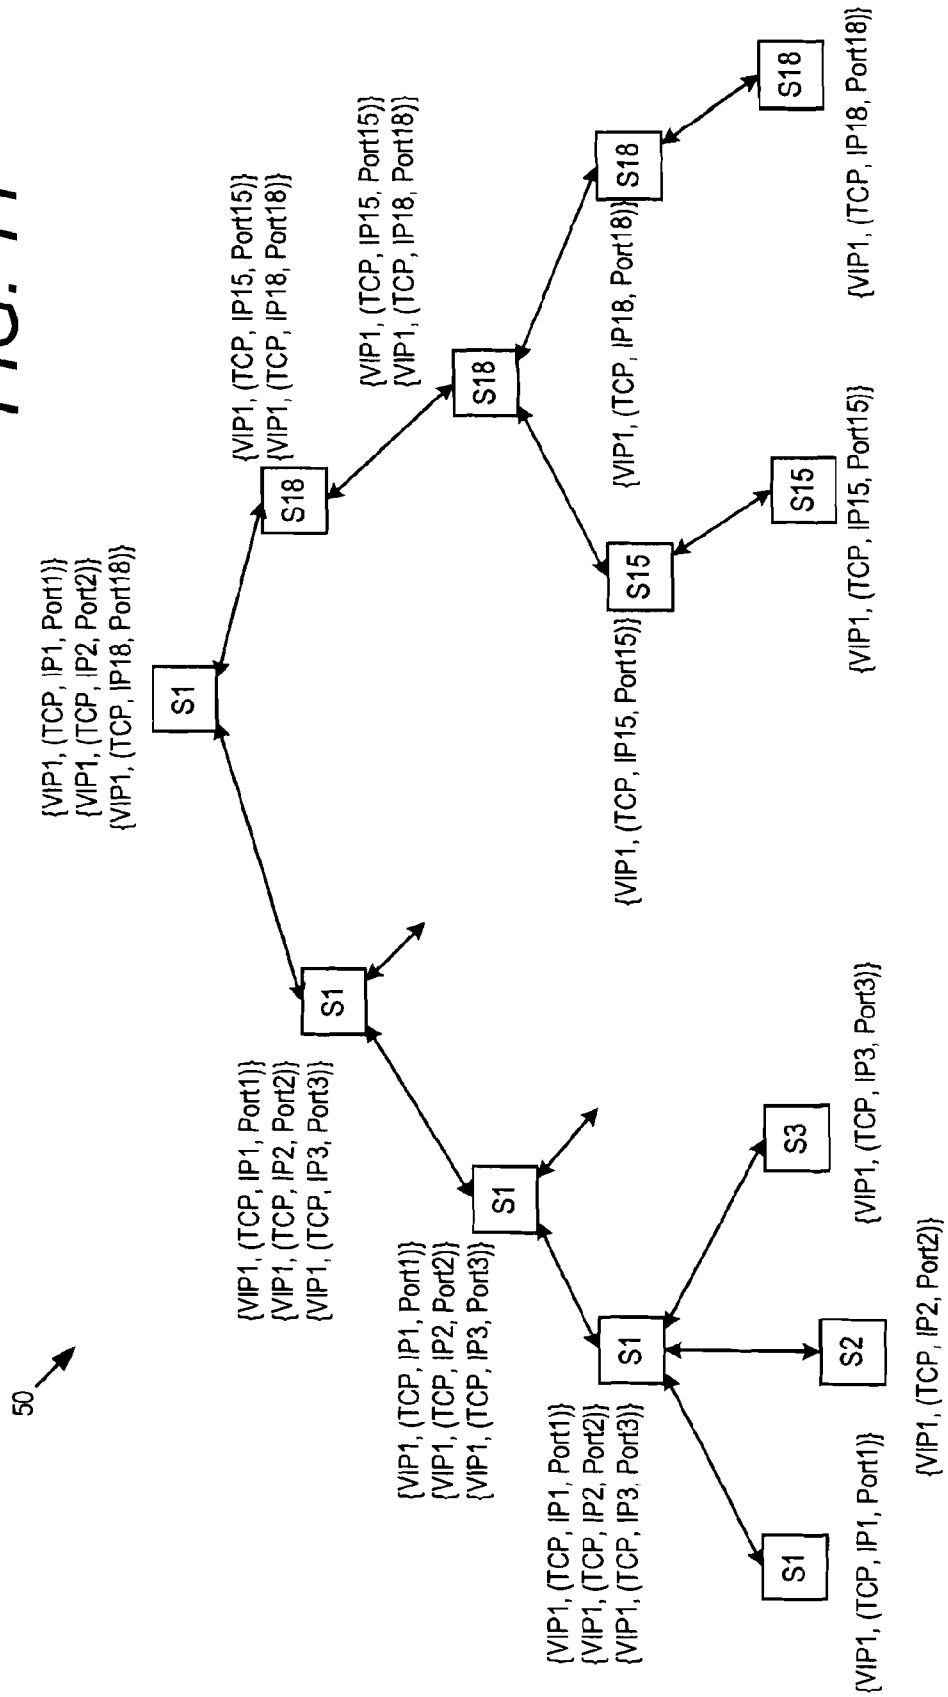 FIG. 11
50
{VIP1, (TCP, IP1, Port1)}
{VIP1, (TCP, IP2, Port2)}
{VIP1, (TCP, IP18, Port18)}
S1
{VIP1, (TCP, IP15, Port15)}
{VIP1, (TCP, IP18, Port18)}
S18
{VIP1, (TCP, IP1, Port1)}
{VIP1, (TCP, IP2, Port2)}
{VIP1, (TCP, IP3, Port3)}
S1
{VIP1, (TCP, IP15, Port15)}
{VIP1, (TCP, IP18, Port18)}
S18
{VIP1, (TCP, IP1, Port1)}
{VIP1, (TCP, IP2, Port2)}
{VIP1, (TCP, IP3, Port3)}
S1
{VIP1, (TCP, IP1, Port1)}
{VIP1, (TCP, IP2, Port2)}
{VIP1, (TCP, IP3, Port3)}
S1
{VIP1, (TCP, IP15, Port15)}
S15
{VIP1, (TCP, IP18, Port18)}
S18
S1
S2
S3
S15
S18
{VIP1, (TCP, IP1, Port1)}
{VIP1, (TCP, IP2, Port2)}
{VIP1, (TCP, IP3, Port3)}
{VIP1, (TCP, IP15, Port15)}
{VIP1, (TCP, IP18, Port18)}